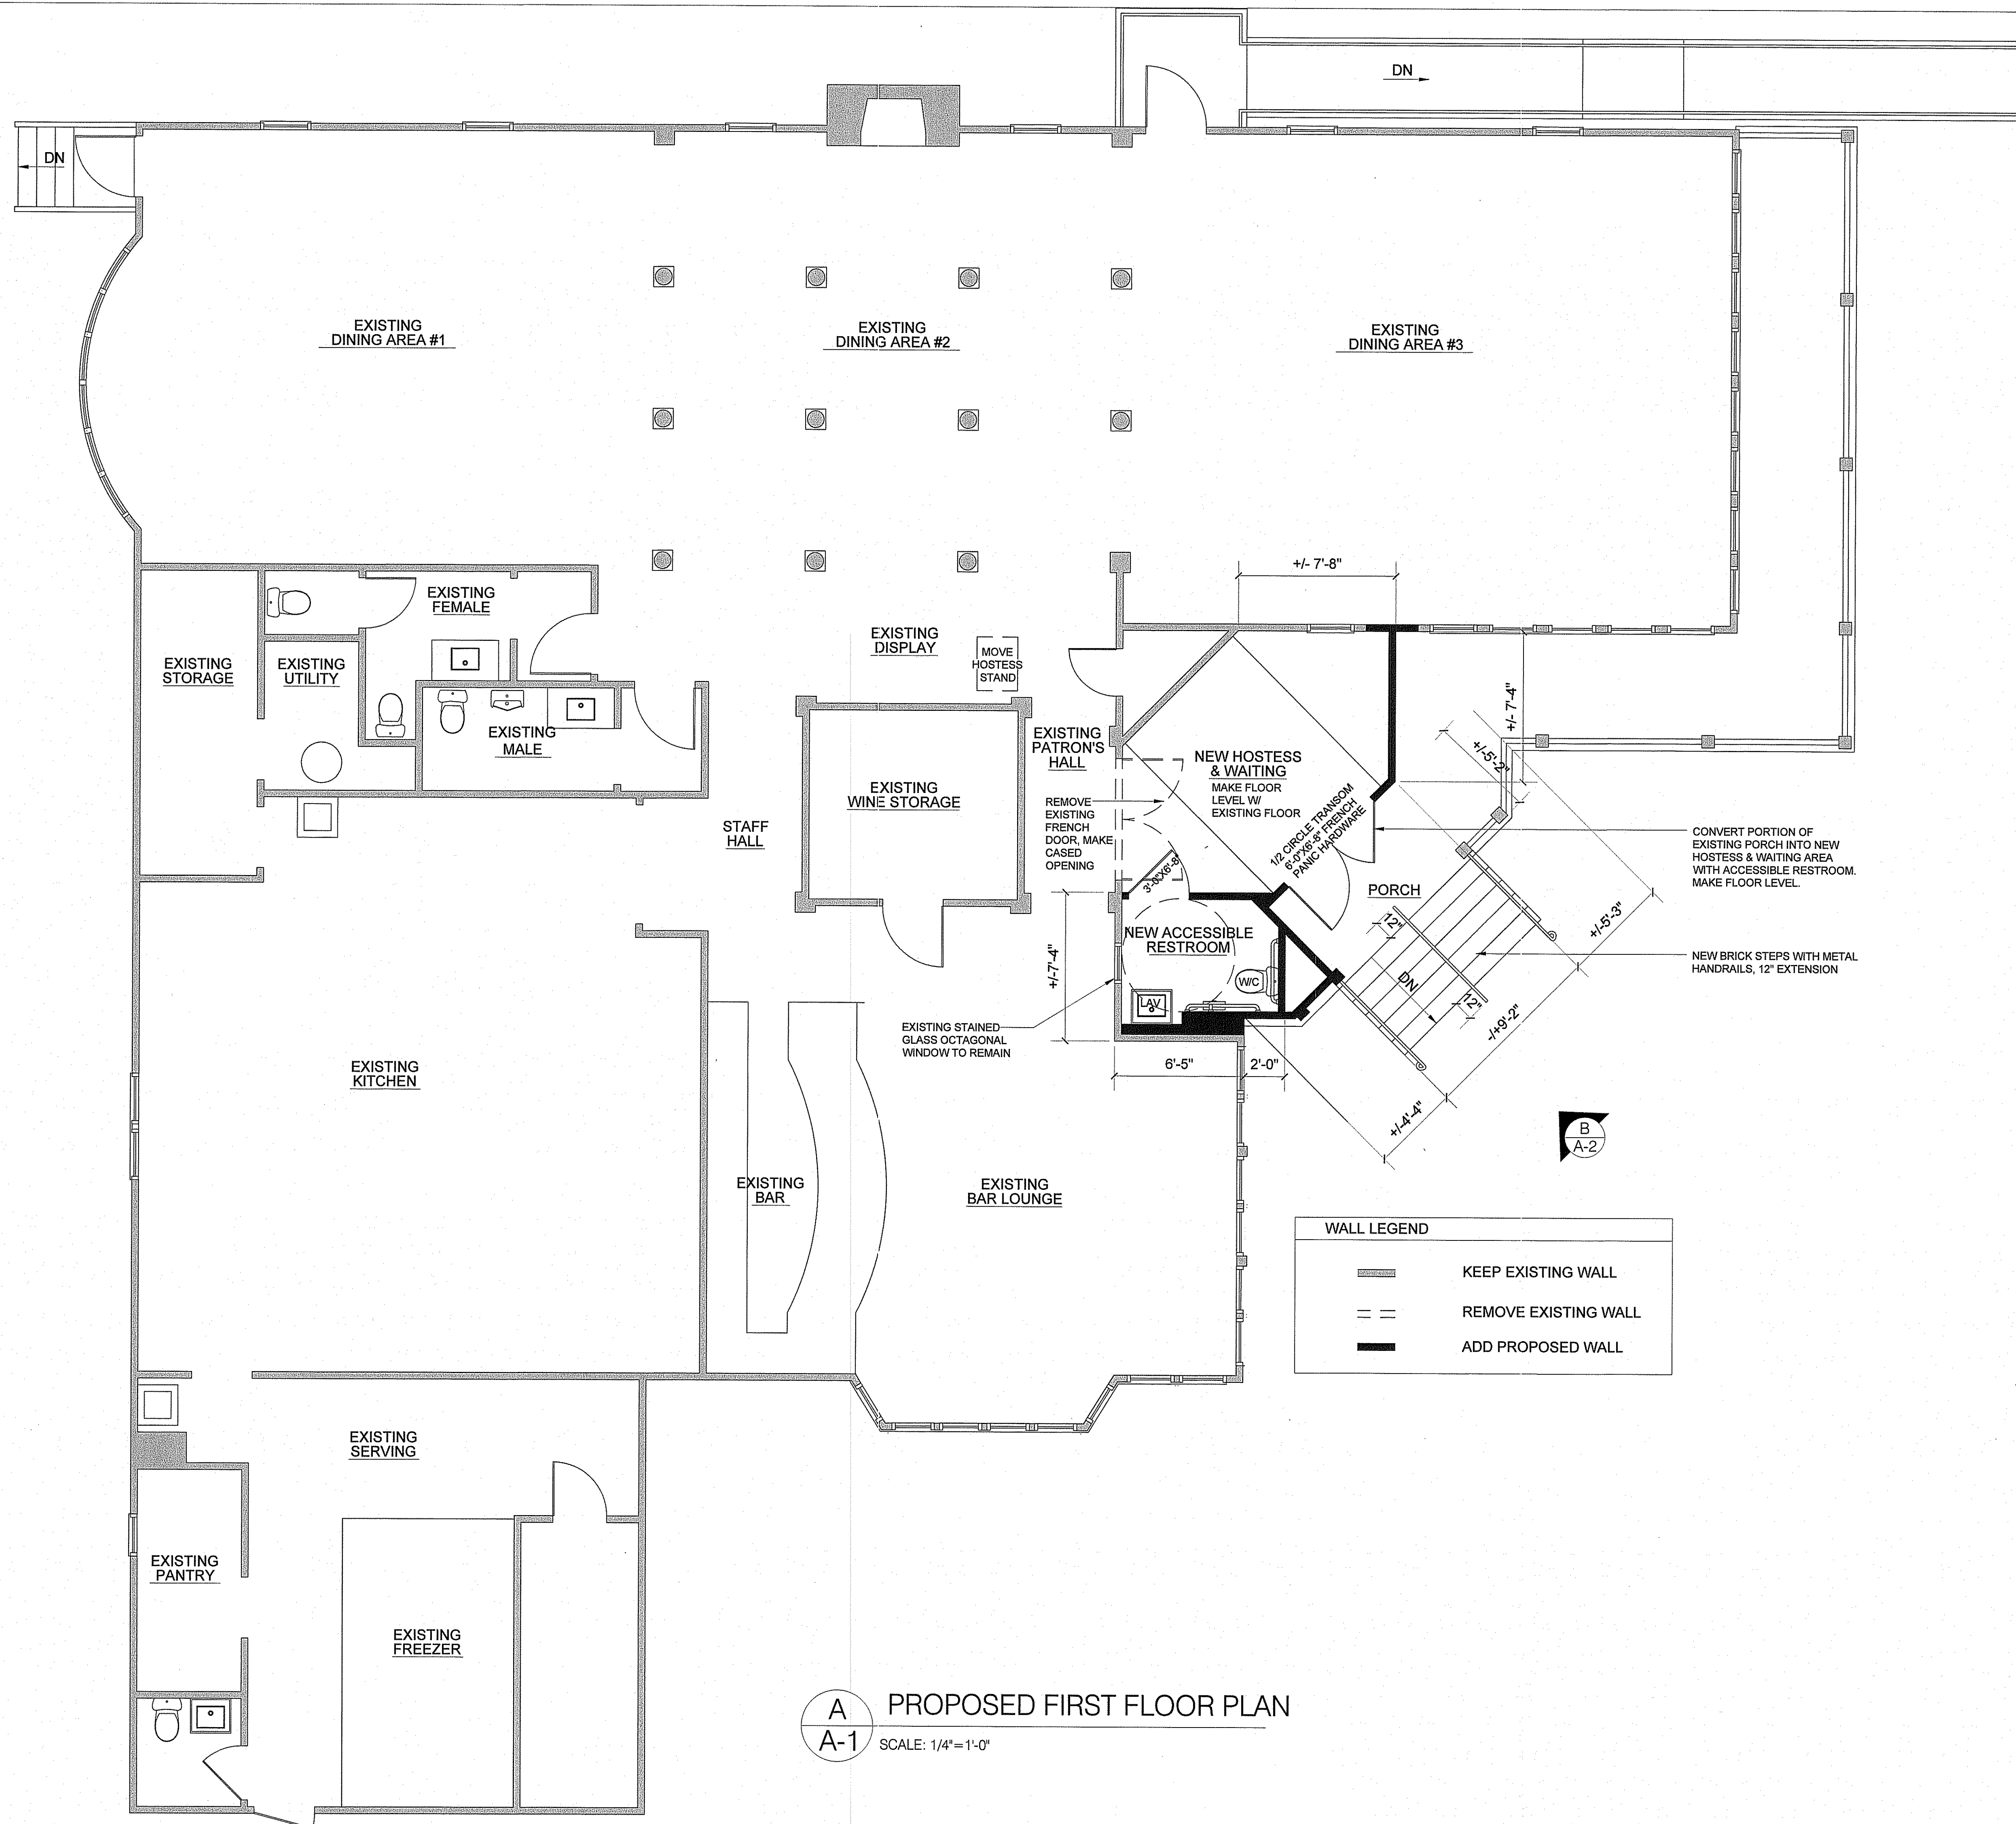 DN
DN
EXISTING
DINING AREA #1
EXISTING
DINING AREA #2
EXISTING
DINING AREA #3
+/- 7'-8"
EXISTING
FEMALE
EXISTING
STORAGE
EXISTING
UTILITY
EXISTING
DISPLAY
MOVE
HOSTESS
STAND
EXISTING
MALE
EXISTING
PATRON'S
HALL
NEW HOSTESS
& WAITING
MAKE FLOOR
LEVEL W/
EXISTING FLOOR
+/- 7'-4"
+/-5'-2"
EXISTING
WINE STORAGE
STAFF
HALL
REMOVE
EXISTING
FRENCH
DOOR, MAKE
CASED
OPENING
1/2 CIRCLE TRANSOM
6'-0"X6'-8" FRENCH
PANIC HARDWARE
3'-0"X6'-8"
CONVERT PORTION OF
EXISTING PORCH INTO NEW
HOSTESS & WAITING AREA
WITH ACCESSIBLE RESTROOM.
MAKE FLOOR LEVEL.
PORCH
12"
+/-5'-3"
NEW ACCESSIBLE
RESTROOM
+/-7'-4"
W/C
LAV
DN
12"
-/+9'-2"
NEW BRICK STEPS WITH METAL
HANDRAILS, 12" EXTENSION
EXISTING STAINED
GLASS OCTAGONAL
WINDOW TO REMAIN
6'-5"
2'-0"
+/-4'-4"
EXISTING
KITCHEN
B
A-2
EXISTING
BAR
EXISTING
BAR LOUNGE
WALL LEGEND
KEEP EXISTING WALL
REMOVE EXISTING WALL
ADD PROPOSED WALL
EXISTING
SERVING
EXISTING
PANTRY
EXISTING
FREEZER
A
A-1
PROPOSED FIRST FLOOR PLAN
SCALE: 1/4"=1'-0"